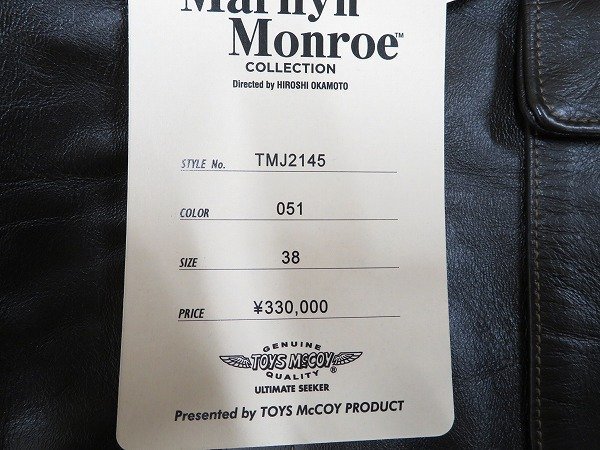 Marilyn
Monroe™
COLLECTION
Directed by HIROSHI OKAMOTO
STYLE No. TMJ2145
COLOR 051
SIZE 38
PRICE ¥330,000
GENUINE
TOYS McCOY
QUALITY ®
ULTIMATE SEEKER
Presented by TOYS McCOY PRODUCT